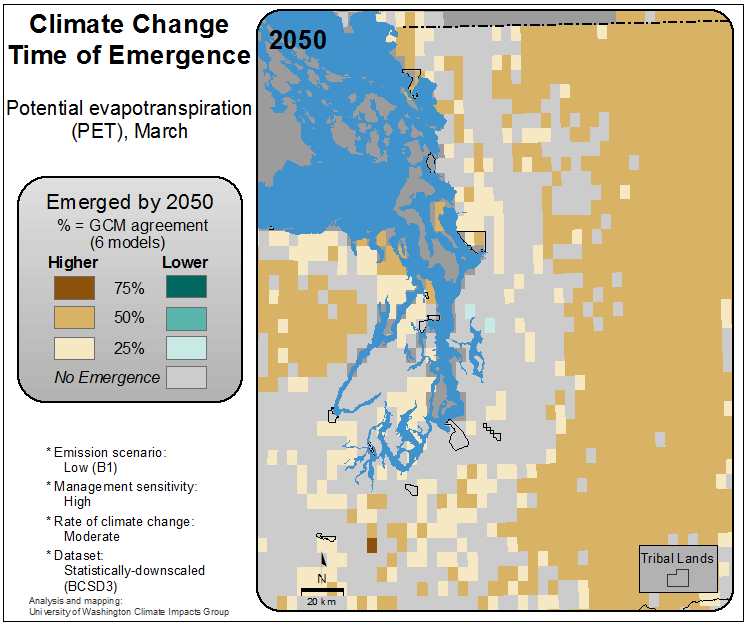 Climate Change
Time of Emergence
Potential evapotranspiration
(PET), March
Emerged by 2050
% = GCM agreement
(6 models)
Higher Lower
75%
50%
25%
No Emergence
* Emission scenario:
Low (B1)
* Management sensitivity:
High
* Rate of climate change:
Moderate
* Dataset:
Statistically-downscaled
(BCSD3)
Analysis and mapping:
University of Washington Climate Impacts Group
2050
N
20 km
Tribal Lands